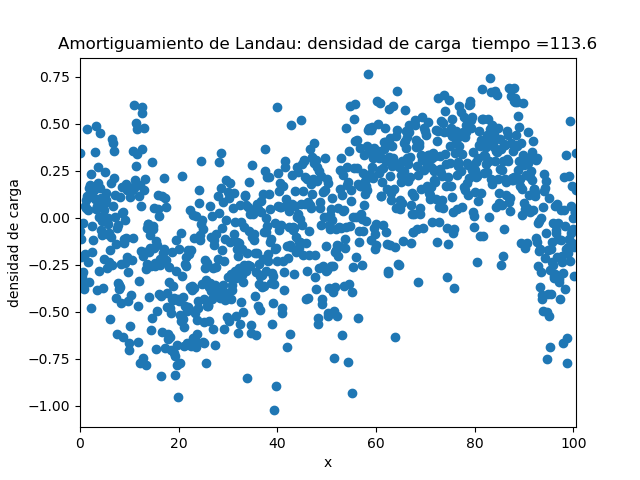 Amortiguamiento de Landau: densidad de carga  tiempo =113.6
densidad de carga
0.75
0.50
0.25
0.00
−0.25
−0.50
−0.75
−1.00
0 20 40 60 80 100
x